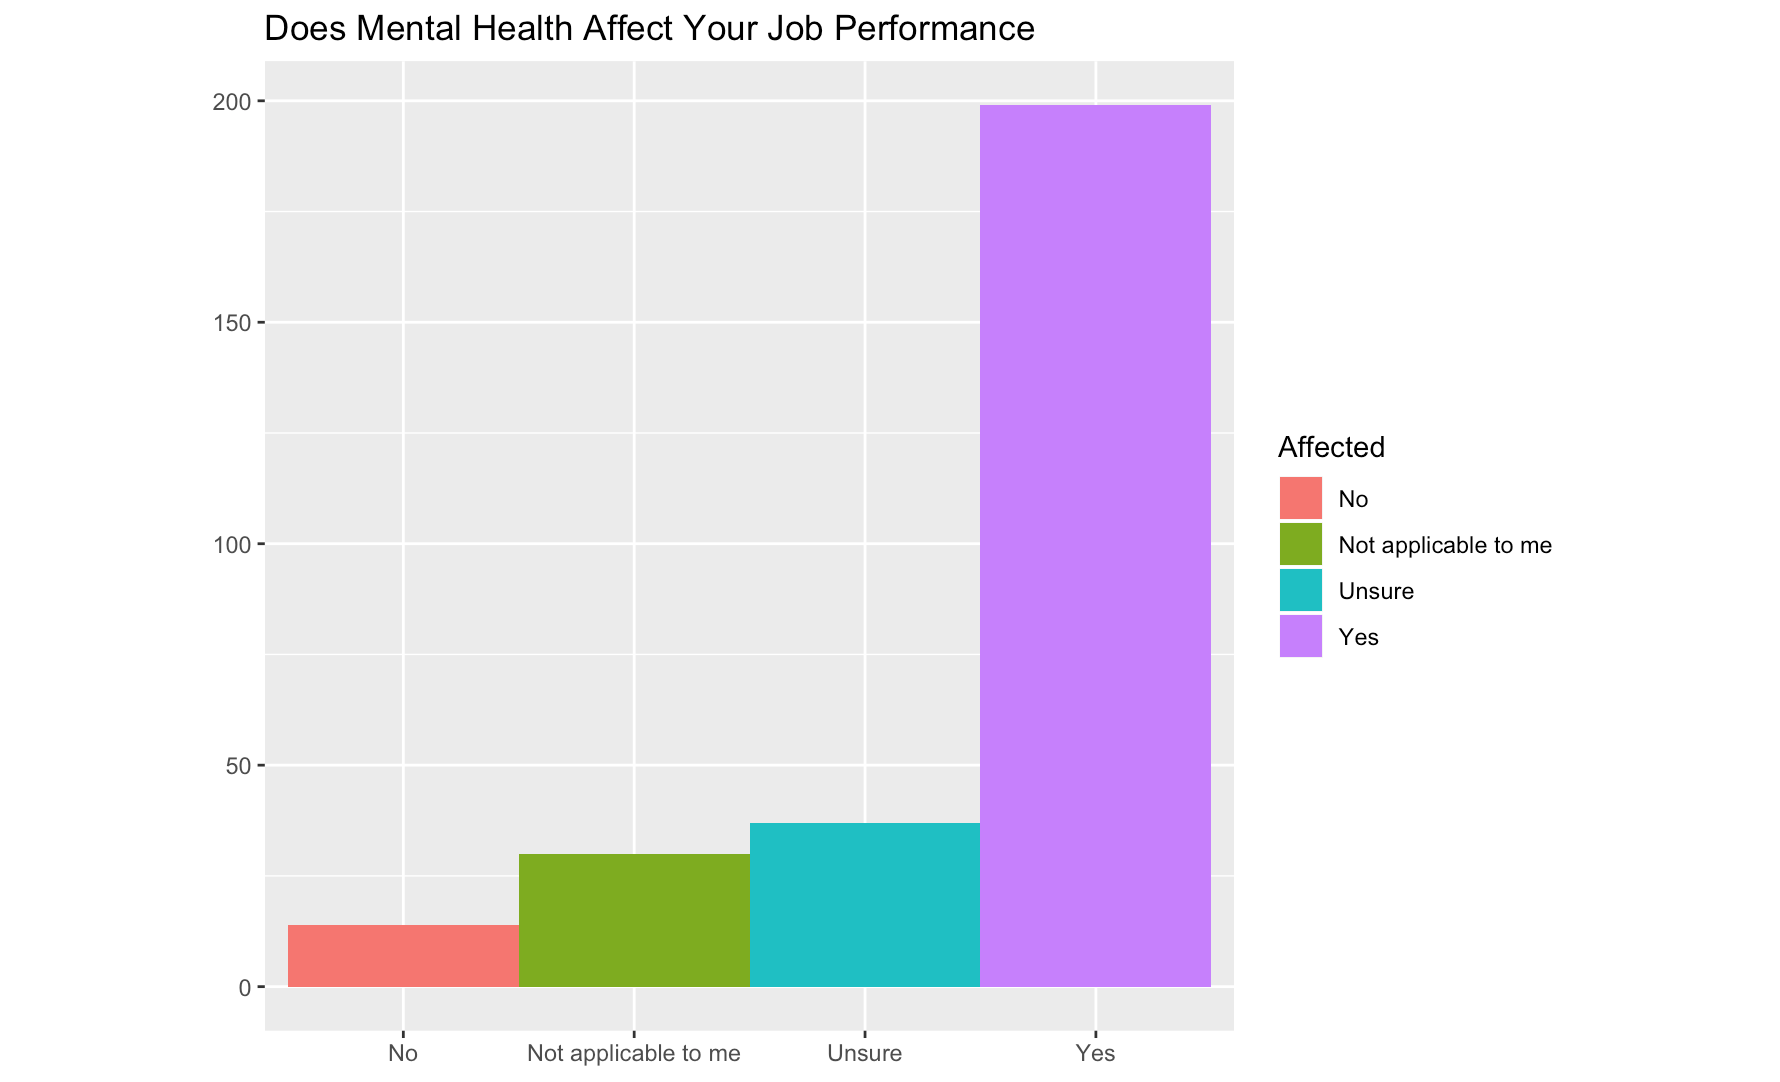 Does Mental Health Affect Your Job Performance
200
150
100
50
0
No
Not applicable to me
Unsure
Yes
Affected
No
Not applicable to me
Unsure
Yes